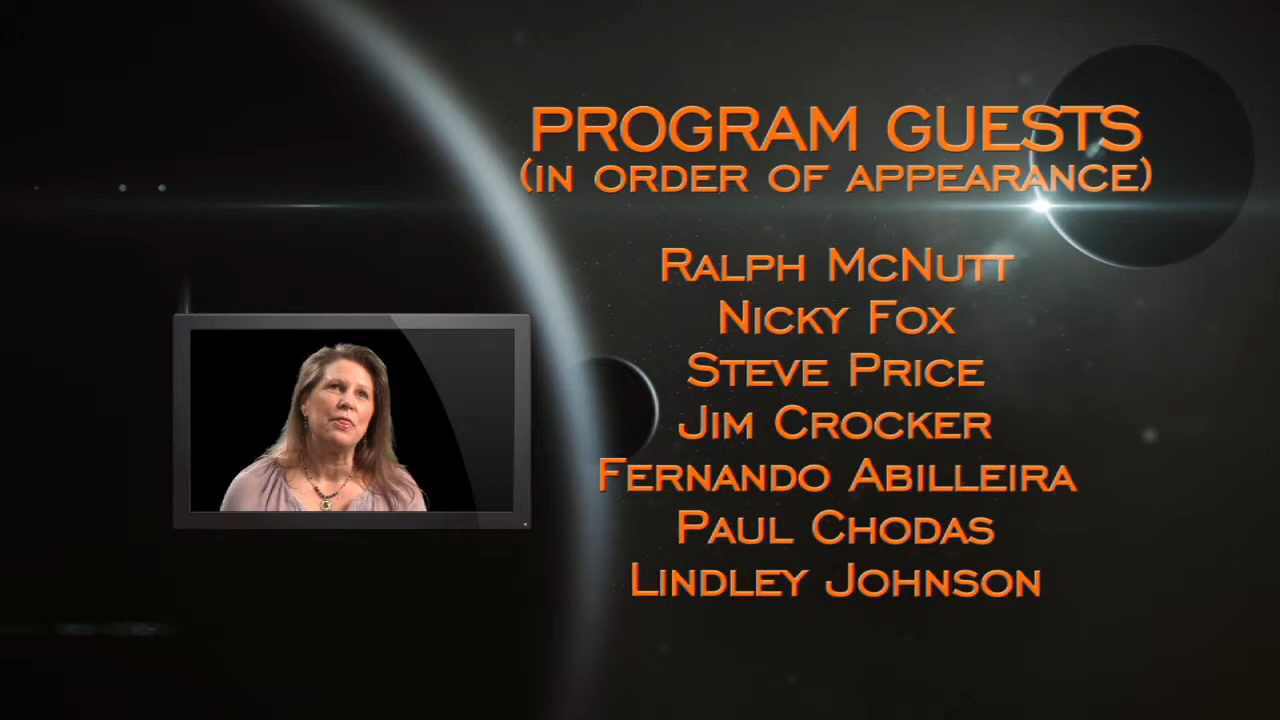 PROGRAM GUESTS
(IN ORDER OF APPEARANCE)
RALPH MCNUTT
NICKY FOX
STEVE PRICE
JIM CROCKER
FERNANDO ABILLEIRA
PAUL CHODAS
LINDLEY JOHNSON